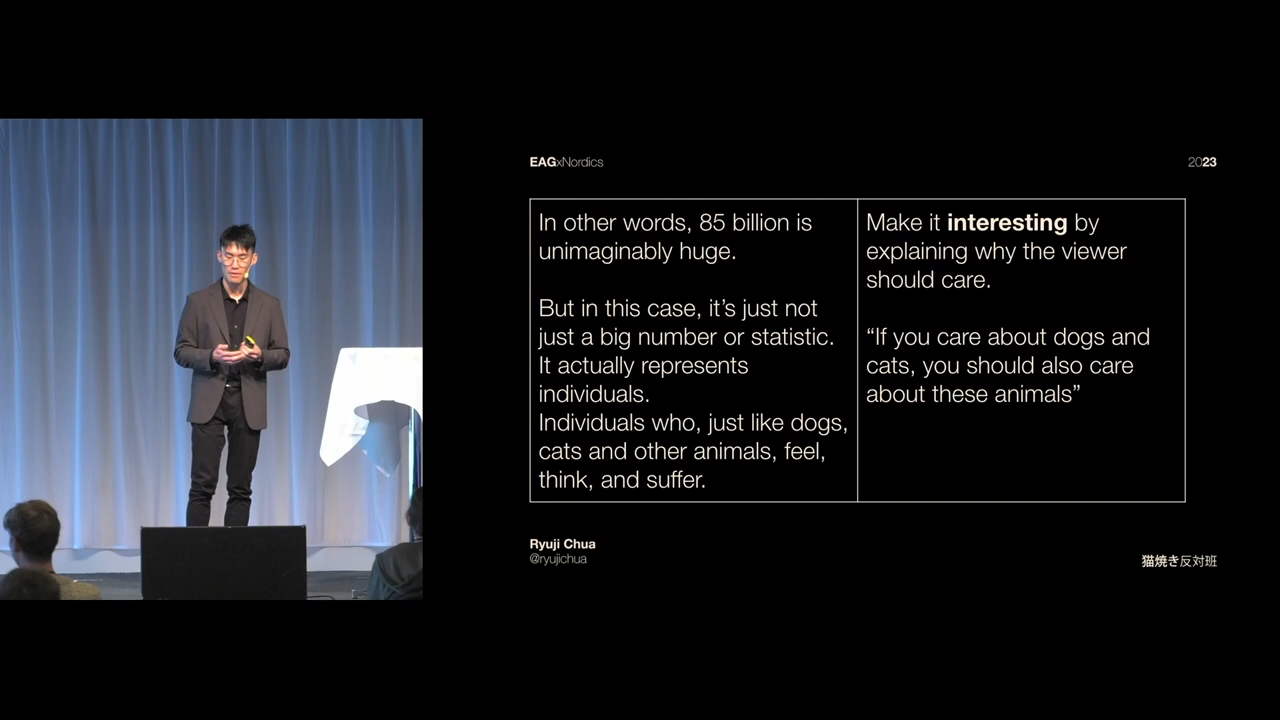 EAGxNordics
2023
In other words, 85 billion is
unimaginably huge.
But in this case, it’s just not
just a big number or statistic.
It actually represents
individuals.
Individuals who, just like dogs,
cats and other animals, feel,
think, and suffer.
Make it interesting by
explaining why the viewer
should care.
“If you care about dogs and
cats, you should also care
about these animals”
Ryuji Chua
@ryujichua
猫焼き反対班